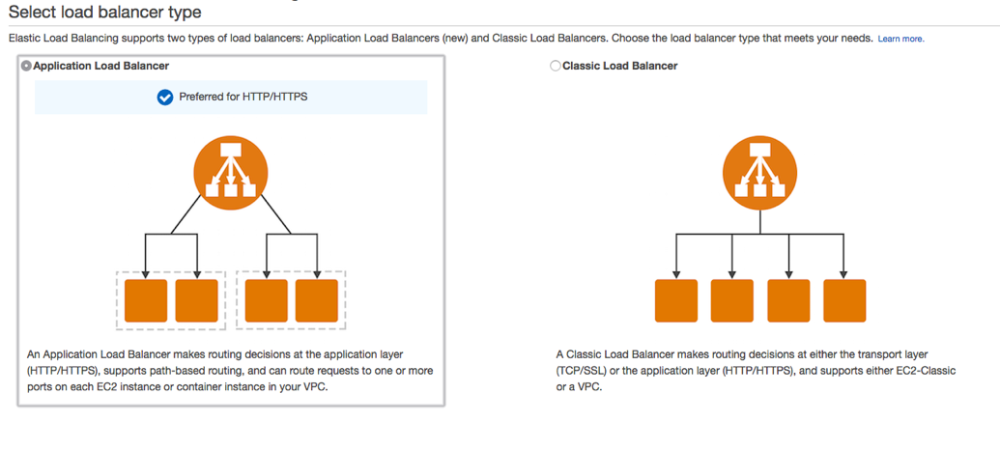 Select load balancer type
Elastic Load Balancing supports two types of load balancers: Application Load Balancers (new) and Classic Load Balancers. Choose the load balancer type that meets your needs. Learn more.
Application Load Balancer
Preferred for HTTP/HTTPS
An Application Load Balancer makes routing decisions at the application layer
(HTTP/HTTPS), supports path-based routing, and can route requests to one or more
ports on each EC2 instance or container instance in your VPC.
Classic Load Balancer
A Classic Load Balancer makes routing decisions at either the transport layer
(TCP/SSL) or the application layer (HTTP/HTTPS), and supports either EC2-Classic
or a VPC.